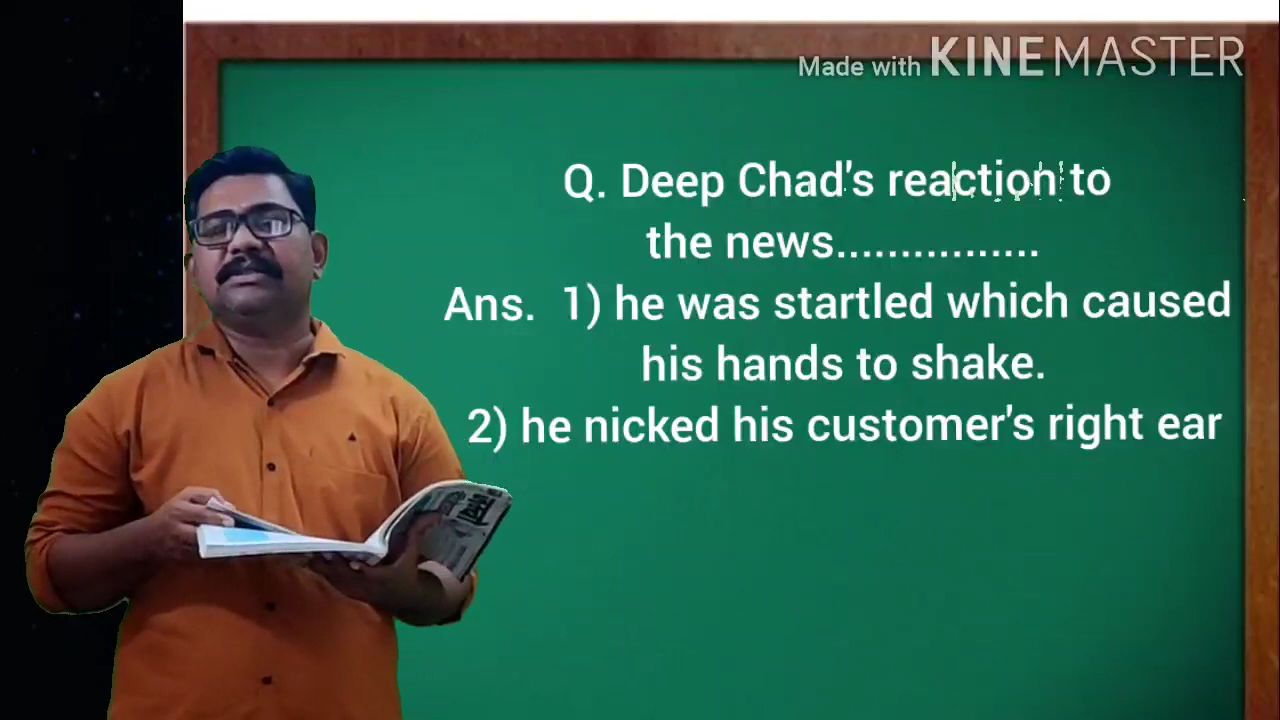 Made with KINEMASTER
Q. Deep Chad's reaction to
the news................
Ans. 1) he was startled which caused
his hands to shake.
2) he nicked his customer's right ear